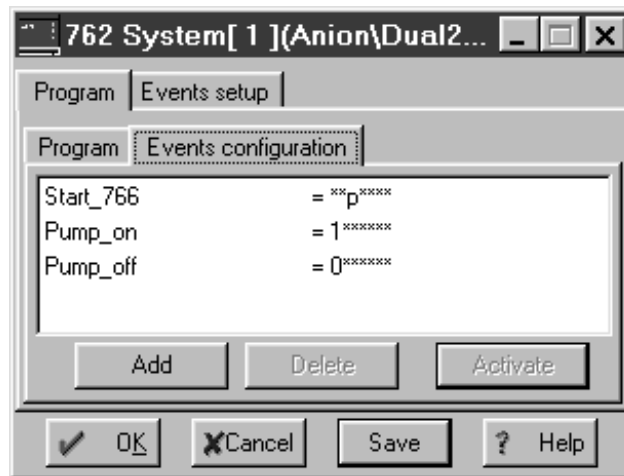 762 System[ 1 ](Anion\Dual2...
Program Events setup
Program Events configuration
Start_766 = **p****
Pump_on = 1******
Pump_off = 0******
Add Delete Activate
OK Cancel Save ? Help